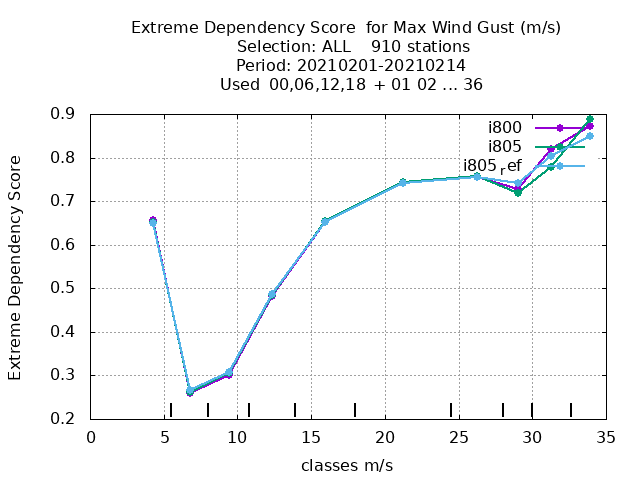 Extreme Dependency Score  for Max Wind Gust (m/s)
Selection: ALL    910 stations
Period: 20210201-20210214
Used  00,06,12,18  + 01 02 ... 36
Extreme Dependency Score
0.9
0.8
0.7
0.6
0.5
0.4
0.3
0.2
i800
i805
i805ref
0 5 10 15 20 25 30 35
classes m/s